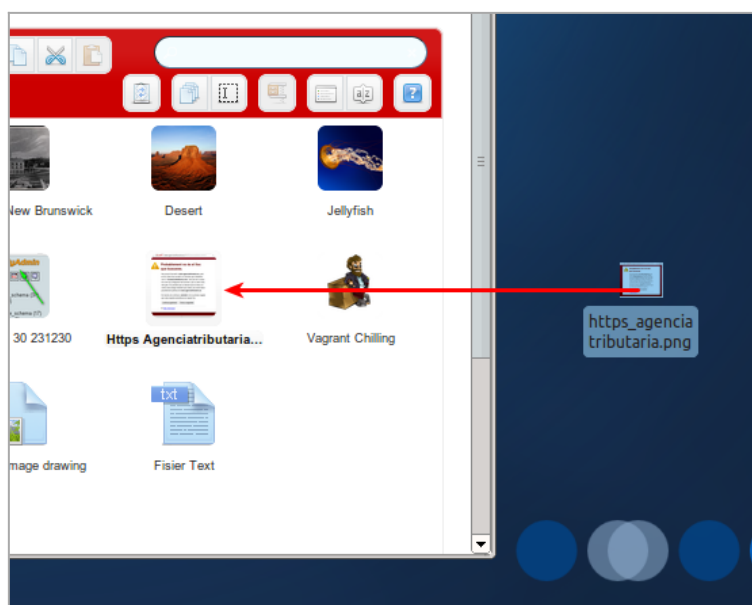 New Brunswick
Desert
Jellyfish
30 231230
Https Agenciatributaria...
Vagrant Chilling
https_agencia
tributaria.png
txt
mage drawing
Fisier Text